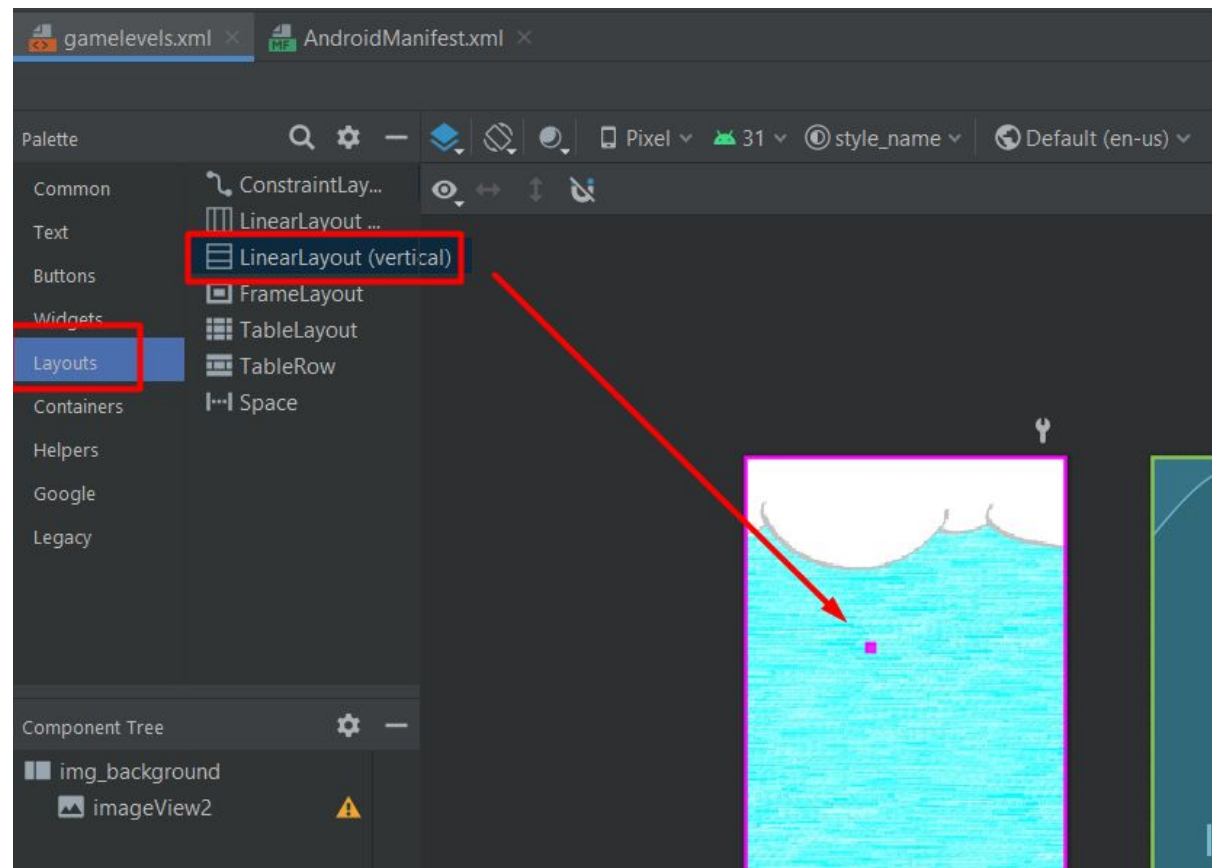 gamelevels.xml AndroidManifest.xml
Palette
Pixel 31 style_name Default (en-us)
Common
Text
Buttons
Widgets
Layouts
Containers
Helpers
Google
Legacy
ConstraintLay...
LinearLayout ...
LinearLayout (vertical)
FrameLayout
TableLayout
TableRow
Space
Component Tree
img_background
imageView2